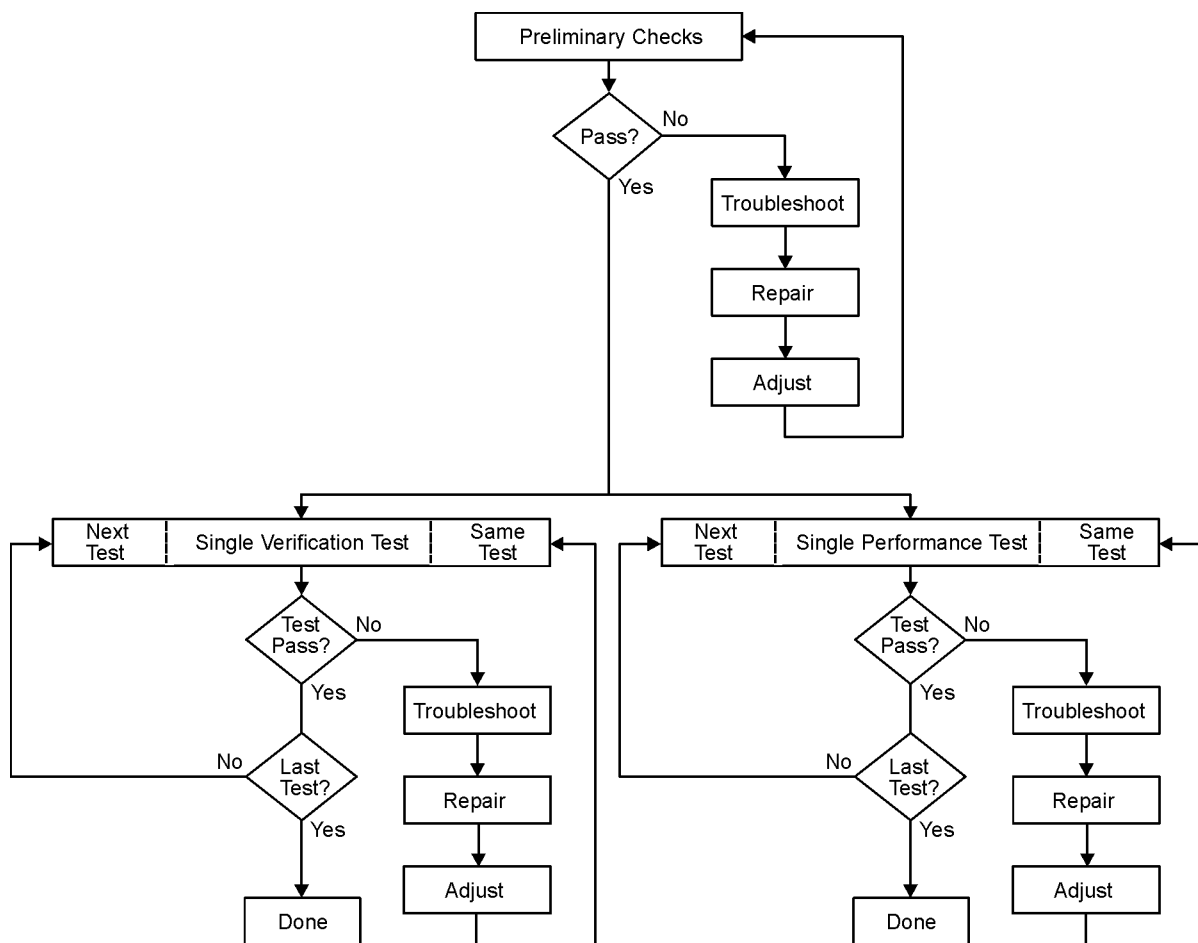 Preliminary Checks
Pass?
No
Yes
Troubleshoot
Repair
Adjust
Next
Test
Single Verification Test
Same
Test
Test
Pass?
No
Yes
Troubleshoot
Last
Test?
No
Yes
Repair
Adjust
Done
Next
Test
Single Performance Test
Same
Test
Test
Pass?
No
Yes
Troubleshoot
Last
Test?
No
Yes
Repair
Adjust
Done